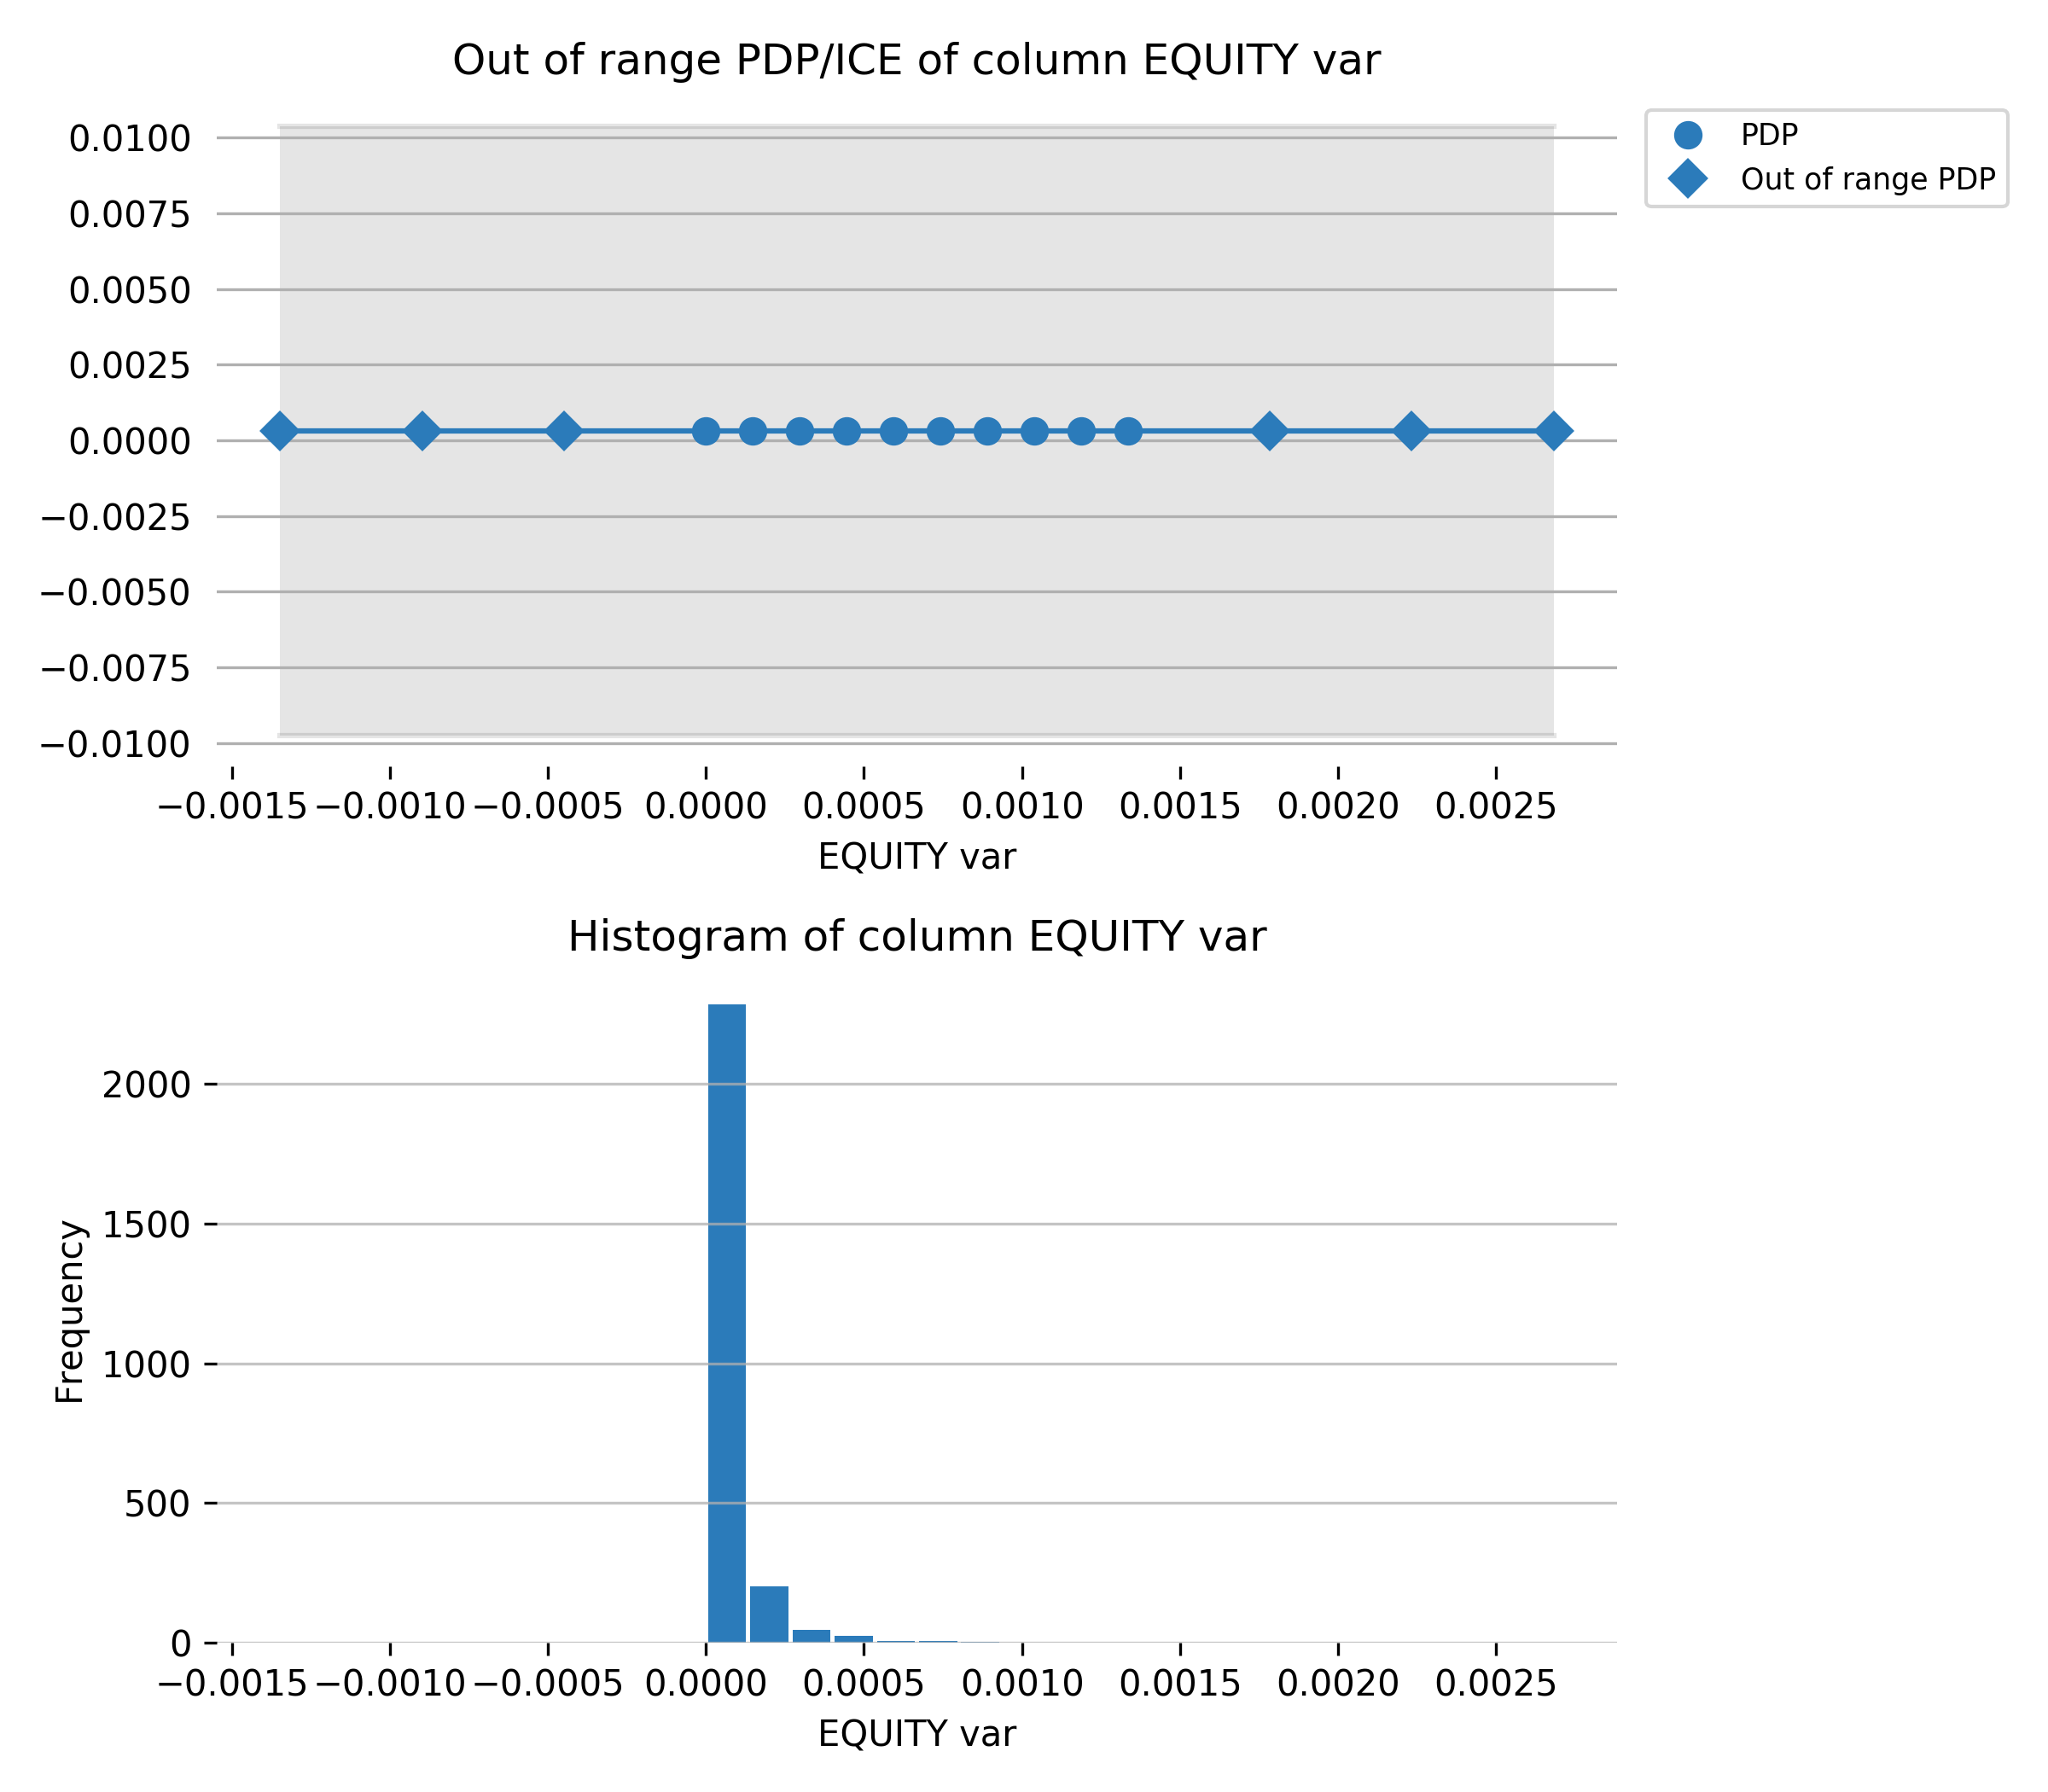 Out of range PDP/ICE of column EQUITY var
PDP
Out of range PDP
0.0100
0.0075
0.0050
0.0025
0.0000
−0.0025
−0.0050
−0.0075
−0.0100
−0.0015 −0.0010 −0.0005 0.0000 0.0005 0.0010 0.0015 0.0020 0.0025
EQUITY var
Histogram of column EQUITY var
Frequency
2000
1500
1000
500
0
−0.0015 −0.0010 −0.0005 0.0000 0.0005 0.0010 0.0015 0.0020 0.0025
EQUITY var